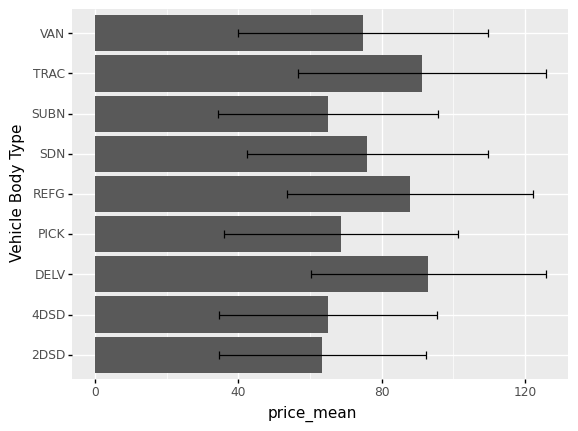 VAN
TRAC
SUBN
SDN
REFG
PICK
DELV
4DSD
2DSD
Vehicle Body Type
0 40 80 120
price_mean